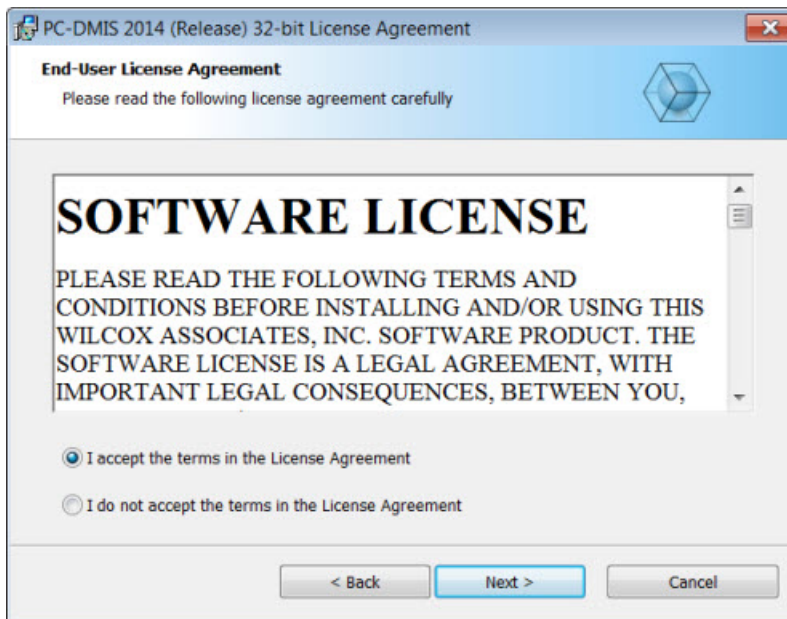 PC-DMIS 2014 (Release) 32-bit License Agreement
End-User License Agreement
Please read the following license agreement carefully
SOFTWARE LICENSE
PLEASE READ THE FOLLOWING TERMS AND
CONDITIONS BEFORE INSTALLING AND/OR USING THIS
WILCOX ASSOCIATES, INC. SOFTWARE PRODUCT. THE
SOFTWARE LICENSE IS A LEGAL AGREEMENT, WITH
IMPORTANT LEGAL CONSEQUENCES, BETWEEN YOU,
I accept the terms in the License Agreement
I do not accept the terms in the License Agreement
< Back Next > Cancel